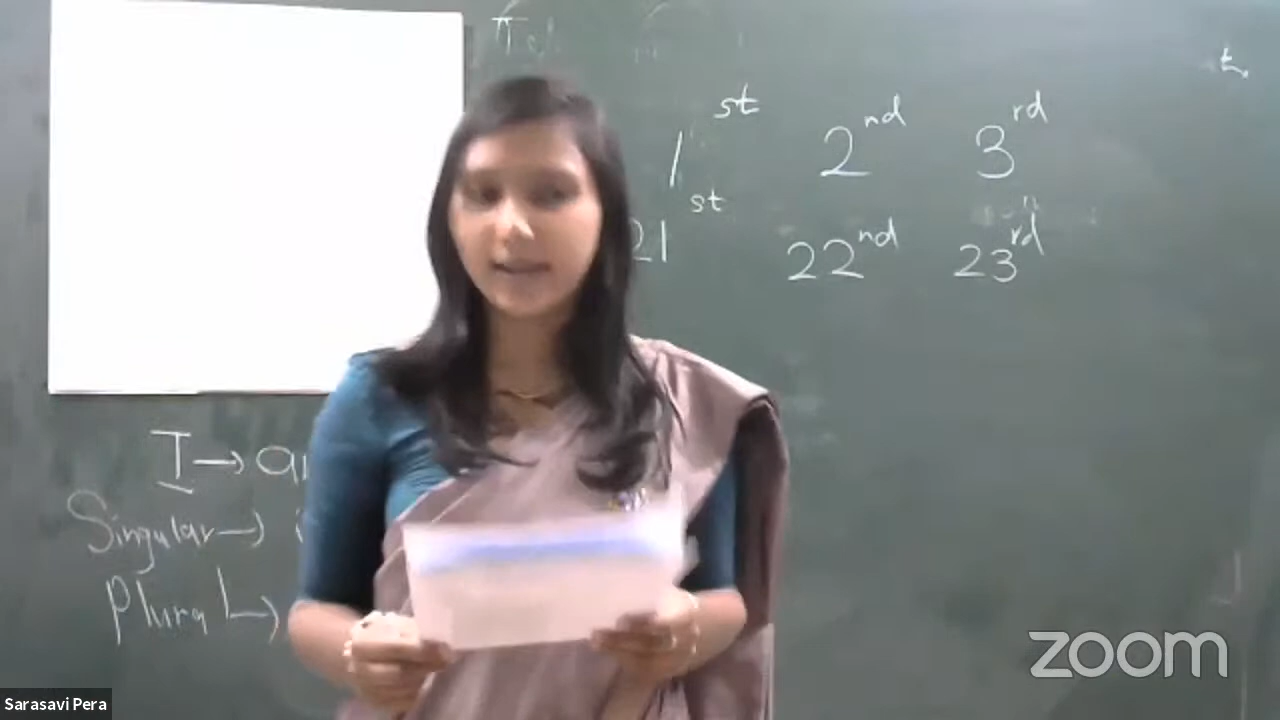 1st 2nd 3rd
21st 22nd 23rd
I → a
Singular → i
Plural →
zoom
Sarasavi Pera